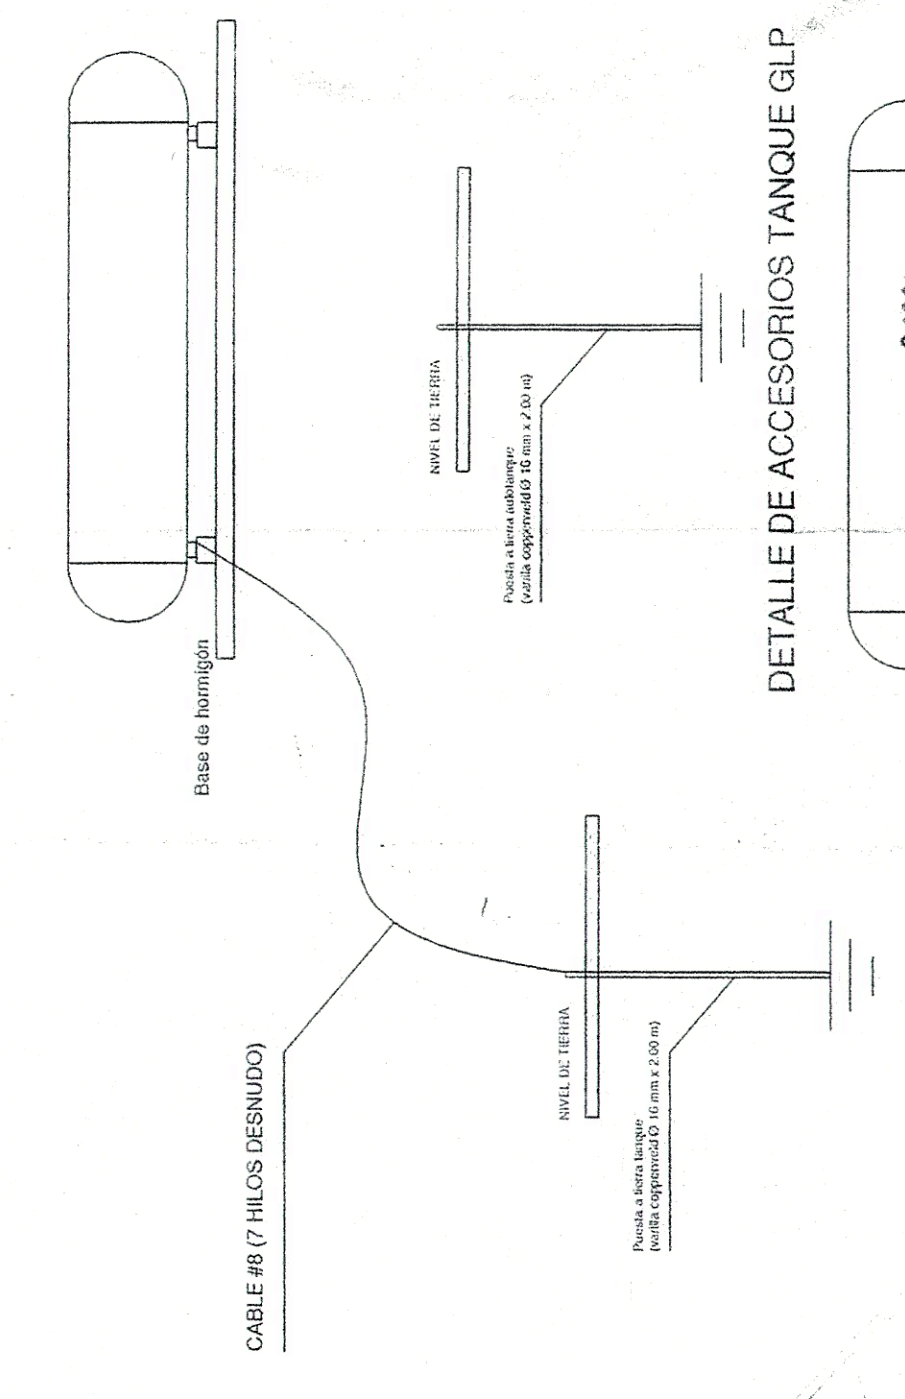 Base de hormigón
CABLE #8 (7 HILOS DESNUDO)
NIVEL DE TIERRA
Puesta a tierra tanque
(varilla copperweld Ø 16 mm x 2.00 m)
NIVEL DE TIERRA
Puesta a tierra autotanque
(varilla copperweld Ø 16 mm x 2.00 m)
DETALLE DE ACCESORIOS TANQUE GLP